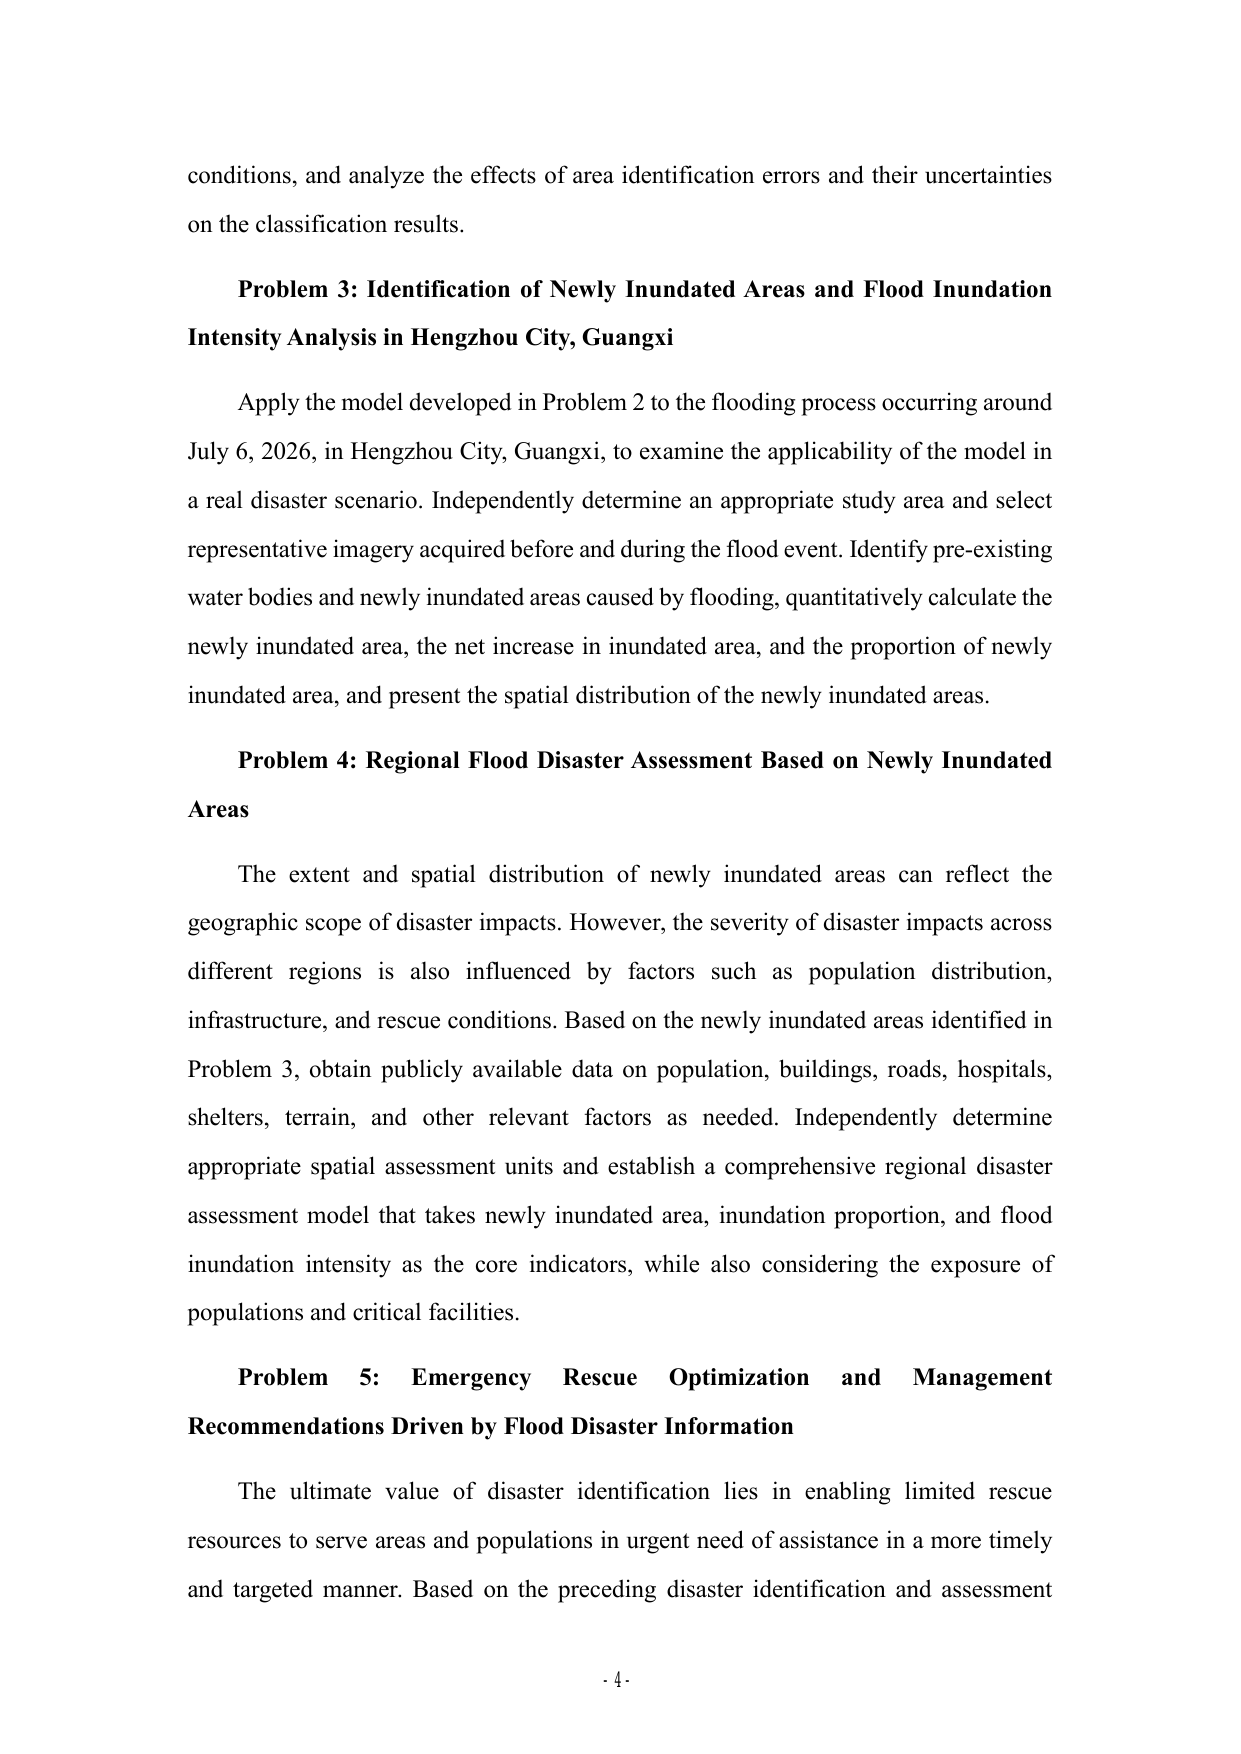 conditions, and analyze the effects of area identification errors and their uncertainties
on the classification results.
Problem 3: Identification of Newly Inundated Areas and Flood Inundation
Intensity Analysis in Hengzhou City, Guangxi
Apply the model developed in Problem 2 to the flooding process occurring around
July 6, 2026, in Hengzhou City, Guangxi, to examine the applicability of the model in
a real disaster scenario. Independently determine an appropriate study area and select
representative imagery acquired before and during the flood event. Identify pre-existing
water bodies and newly inundated areas caused by flooding, quantitatively calculate the
newly inundated area, the net increase in inundated area, and the proportion of newly
inundated area, and present the spatial distribution of the newly inundated areas.
Problem 4: Regional Flood Disaster Assessment Based on Newly Inundated
Areas
The extent and spatial distribution of newly inundated areas can reflect the
geographic scope of disaster impacts. However, the severity of disaster impacts across
different regions is also influenced by factors such as population distribution,
infrastructure, and rescue conditions. Based on the newly inundated areas identified in
Problem 3, obtain publicly available data on population, buildings, roads, hospitals,
shelters, terrain, and other relevant factors as needed. Independently determine
appropriate spatial assessment units and establish a comprehensive regional disaster
assessment model that takes newly inundated area, inundation proportion, and flood
inundation intensity as the core indicators, while also considering the exposure of
populations and critical facilities.
Problem 5: Emergency Rescue Optimization and Management
Recommendations Driven by Flood Disaster Information
The ultimate value of disaster identification lies in enabling limited rescue
resources to serve areas and populations in urgent need of assistance in a more timely
and targeted manner. Based on the preceding disaster identification and assessment
- 4 -